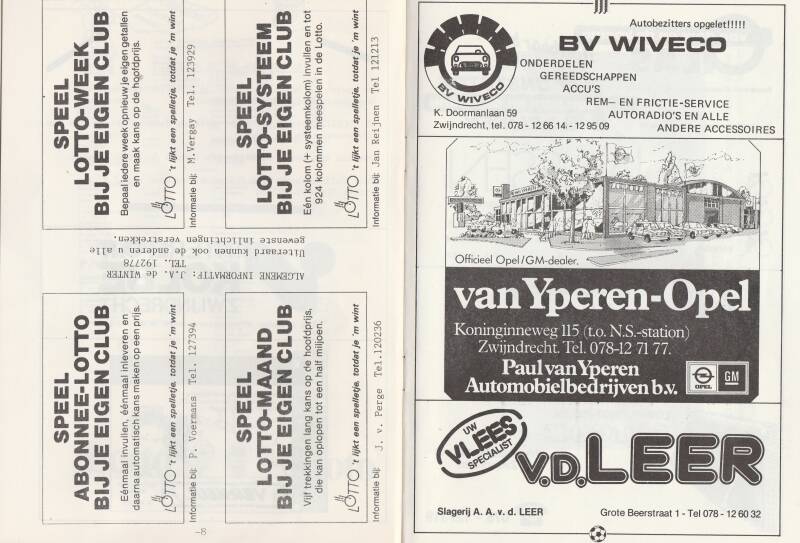 SPEEL
LOTTO-WEEK
BIJ JE EIGEN CLUB
Bepaal iedere week opnieuw je eigen getallen
en maak kans op de hoofdprijs.
LOTTO 't lijkt een spelletje, totdat je 'm wint
Informatie bij: M.Vergay Tel. 123929
SPEEL
LOTTO-SYSTEEM
BIJ JE EIGEN CLUB
Eén kolom (+ systeemkolom) invullen en tot
924 kolommen meespelen in de Lotto.
LOTTO 't lijkt een spelletje, totdat je 'm wint
Informatie bij: Jan Reijnen Tel 121213
ALGEMENE INFORMATIE: J.A. de WINTER
TEL. 192778
Uiteraard kunnen ook de anderen u alle
gewenste inlichtingen verstrekken.
SPEEL
ABONNEE-LOTTO
BIJ JE EIGEN CLUB
Eénmaal invullen, éénmaal inleveren en
daarna automatisch kans maken op een prijs.
LOTTO 't lijkt een spelletje, totdat je 'm wint
Informatie bij: P. Voermans Tel. 127394
SPEEL
LOTTO-MAAND
BIJ JE EIGEN CLUB
Vijf trekkingen lang kans op de hoofdprijs,
die kan oplopen tot een half miljoen.
LOTTO 't lijkt een spelletje, totdat je 'm wint
Informatie bij: J. v. Perge Tel.120236
-8
Autobezitters opgelet!!!!!
BV WIVECO
BV WIVECO
ONDERDELEN
GEREEDSCHAPPEN
ACCU'S
REM- EN FRICTIE-SERVICE
AUTORADIO'S EN ALLE
ANDERE ACCESSOIRES
K. Doormanlaan 59
Zwijndrecht, tel. 078 - 12 66 14 - 12 95 09
Officieel Opel/GM-dealer.
van Yperen-Opel
Koninginneweg 115 (t.o. N.S.-station)
Zwijndrecht. Tel. 078-12 71 77.
Paul van Yperen
Automobielbedrijven b.v.
OPEL
GM
UW
VLEES
SPECIALIST
V.D. LEER
Slagerij A. A. v. d. LEER
Grote Beerstraat 1 - Tel 078 - 12 60 32